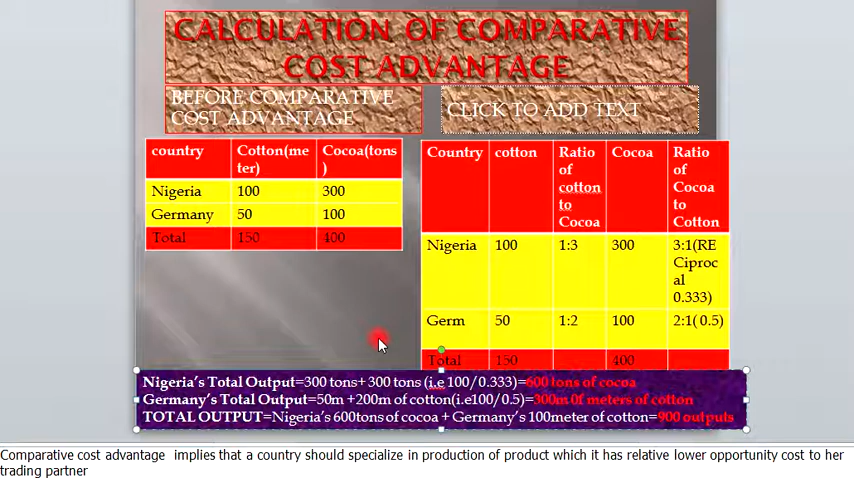 CALCULATION OF COMPARATIVE
COST ADVANTAGE
BEFORE COMPARATIVE
COST ADVANTAGE
CLICK TO ADD TEXT
country Cotton(me Cocoa(tons
ter) )
Nigeria 100 300
Germany 50 100
Total 150 400
Country cotton Ratio Cocoa Ratio
of of
cotton Cocoa
to to
Cocoa Cotton
Nigeria 100 1:3 300 3:1(RE
Ciproc
al
0.333)
Germ 50 1:2 100 2:1( 0.5)
Total 150 400
Nigeria's Total Output=300 tons+ 300 tons (i.e 100/0.333)=600 tons of cocoa
Germany's Total Output=50m +200m of cotton(i.e100/0.5)=300m0f meters of cotton
TOTAL OUTPUT=Nigeria's 600tons of cocoa + Germany's 100meter of cotton=900 outputs
Comparative cost advantage implies that a country should specialize in production of product which it has relative lower opportunity cost to her
trading partner